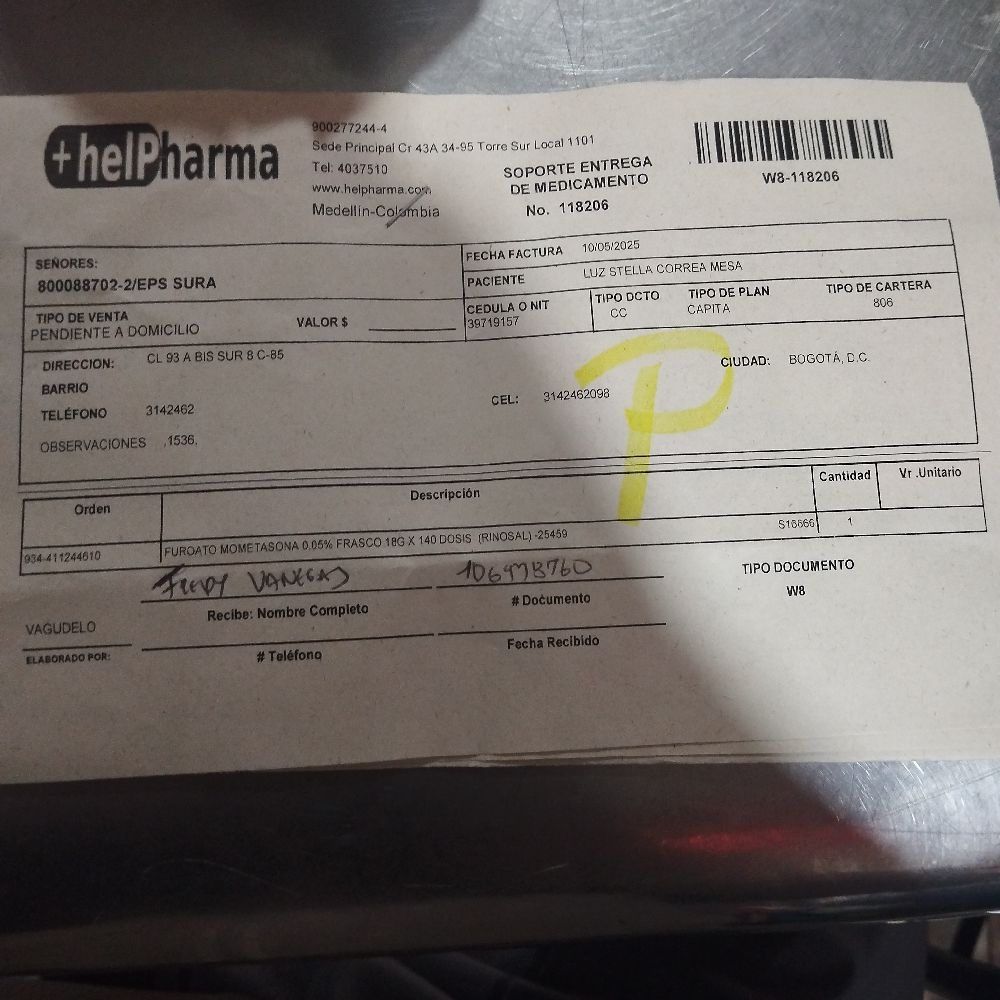 +helPharma
900277244-4
Sede Principal Cr 43A 34-95 Torre Sur Local 1101
Tel: 4037510
www.helpharma.com
Medellín-Colombia
SOPORTE ENTREGA
DE MEDICAMENTO
No. 118206
W8-118206
SEÑORES:
800088702-2/EPS SURA
FECHA FACTURA 10/05/2025
PACIENTE LUZ STELLA CORREA MESA
TIPO DE VENTA
PENDIENTE A DOMICILIO
VALOR $
CEDULA O NIT
39719157
TIPO DCTO
CC
TIPO DE PLAN
CAPITA
TIPO DE CARTERA
806
DIRECCION: CL 93 A BIS SUR 8 C-85
CIUDAD: BOGOTÁ, D.C.
BARRIO
TELÉFONO 3142462
CEL: 3142462098
OBSERVACIONES .1536.
P
Orden Descripción Cantidad Vr .Unitario
934-411244610 FUROATO MOMETASONA 0,05% FRASCO 18G X 140 DOSIS (RINOSAL) -25459 S16666 1
Fredy VANEGAS
Recibe: Nombre Completo
# Documento
TIPO DOCUMENTO
W8
VAGUDELO
ELABORADO POR:
# Teléfono
Fecha Recibido